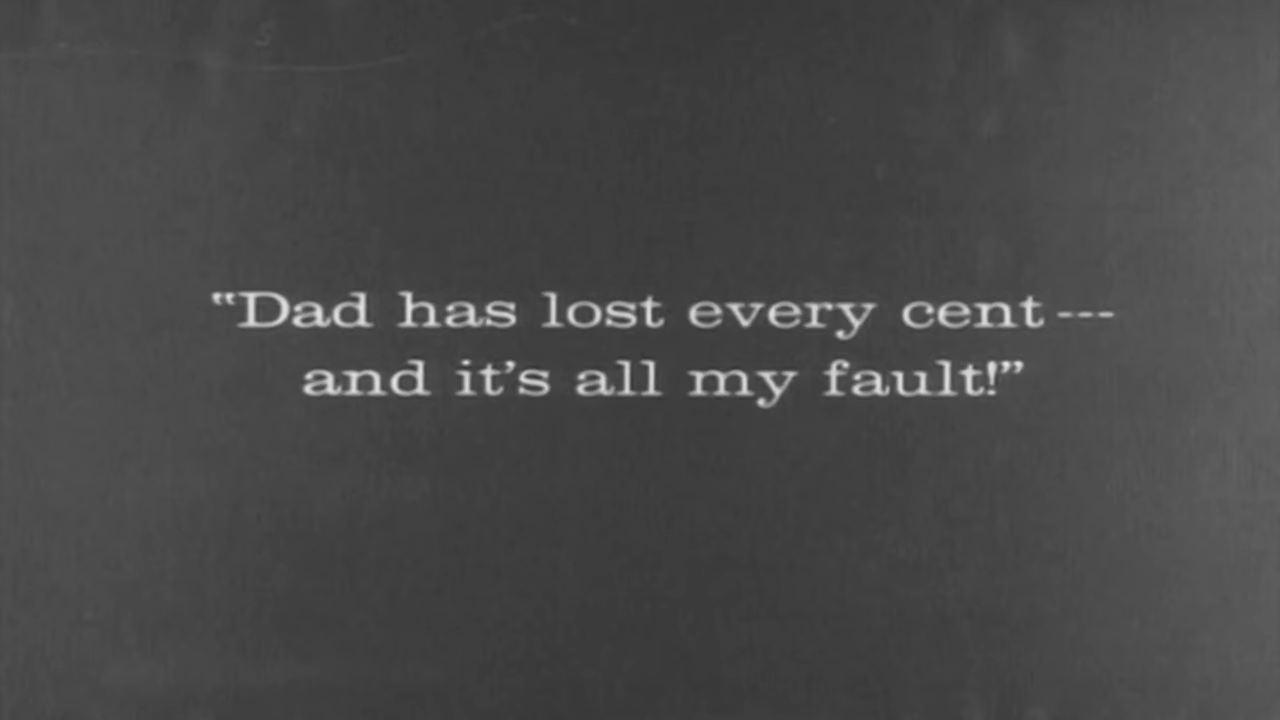 “Dad has lost every cent---
and it’s all my fault!”